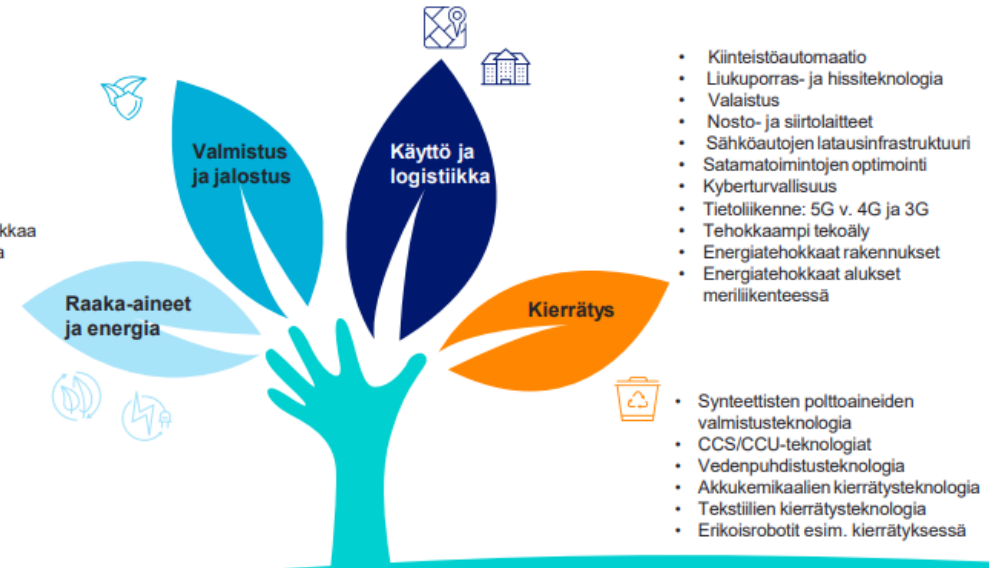 Valmistus
ja jalostus
Käyttö ja
logistiikka
Raaka-aineet
ja energia
Kierrätys
• Kiinteistöautomaatio
• Liukuporras- ja hissiteknologia
• Valaistus
• Nosto- ja siirtolaitteet
• Sähköautojen latausinfrastruktuuri
• Satamatoimintojen optimointi
• Kyberturvallisuus
• Tietoliikenne: 5G v. 4G ja 3G
• Tehokkaampi tekoäly
• Energiatehokkaat rakennukset
• Energiatehokkaat alukset
meriliikenteessä
• Synteettisten polttoaineiden
valmistusteknologia
• CCS/CCU-teknologiat
• Vedenpuhdistusteknologia
• Akkukemikaalien kierrätysteknologia
• Tekstiilien kierrätysteknologia
• Erikoisrobotit esim. kierrätyksessä